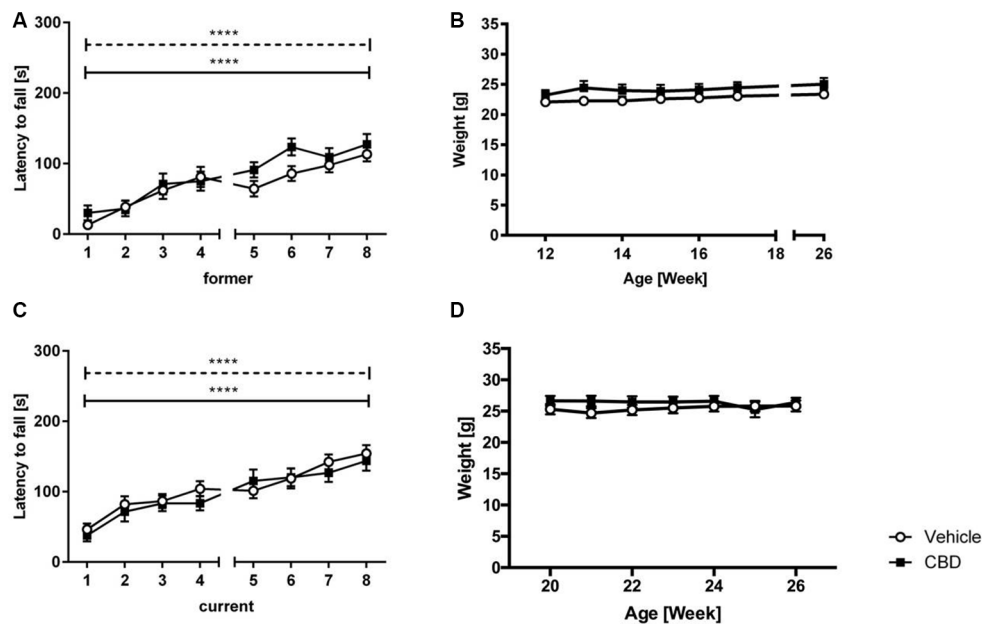 A
Latency to fall [s]
300
200
100
0
****
****
1 2 3 4 5 6 7 8
former
B
Weight [g]
35
30
25
20
15
10
5
0
12 14 16 18 26
Age [Week]
C
Latency to fall [s]
300
200
100
0
****
****
1 2 3 4 5 6 7 8
current
D
Weight [g]
35
30
25
20
15
10
5
0
20 22 24 26
Age [Week]
Vehicle
CBD